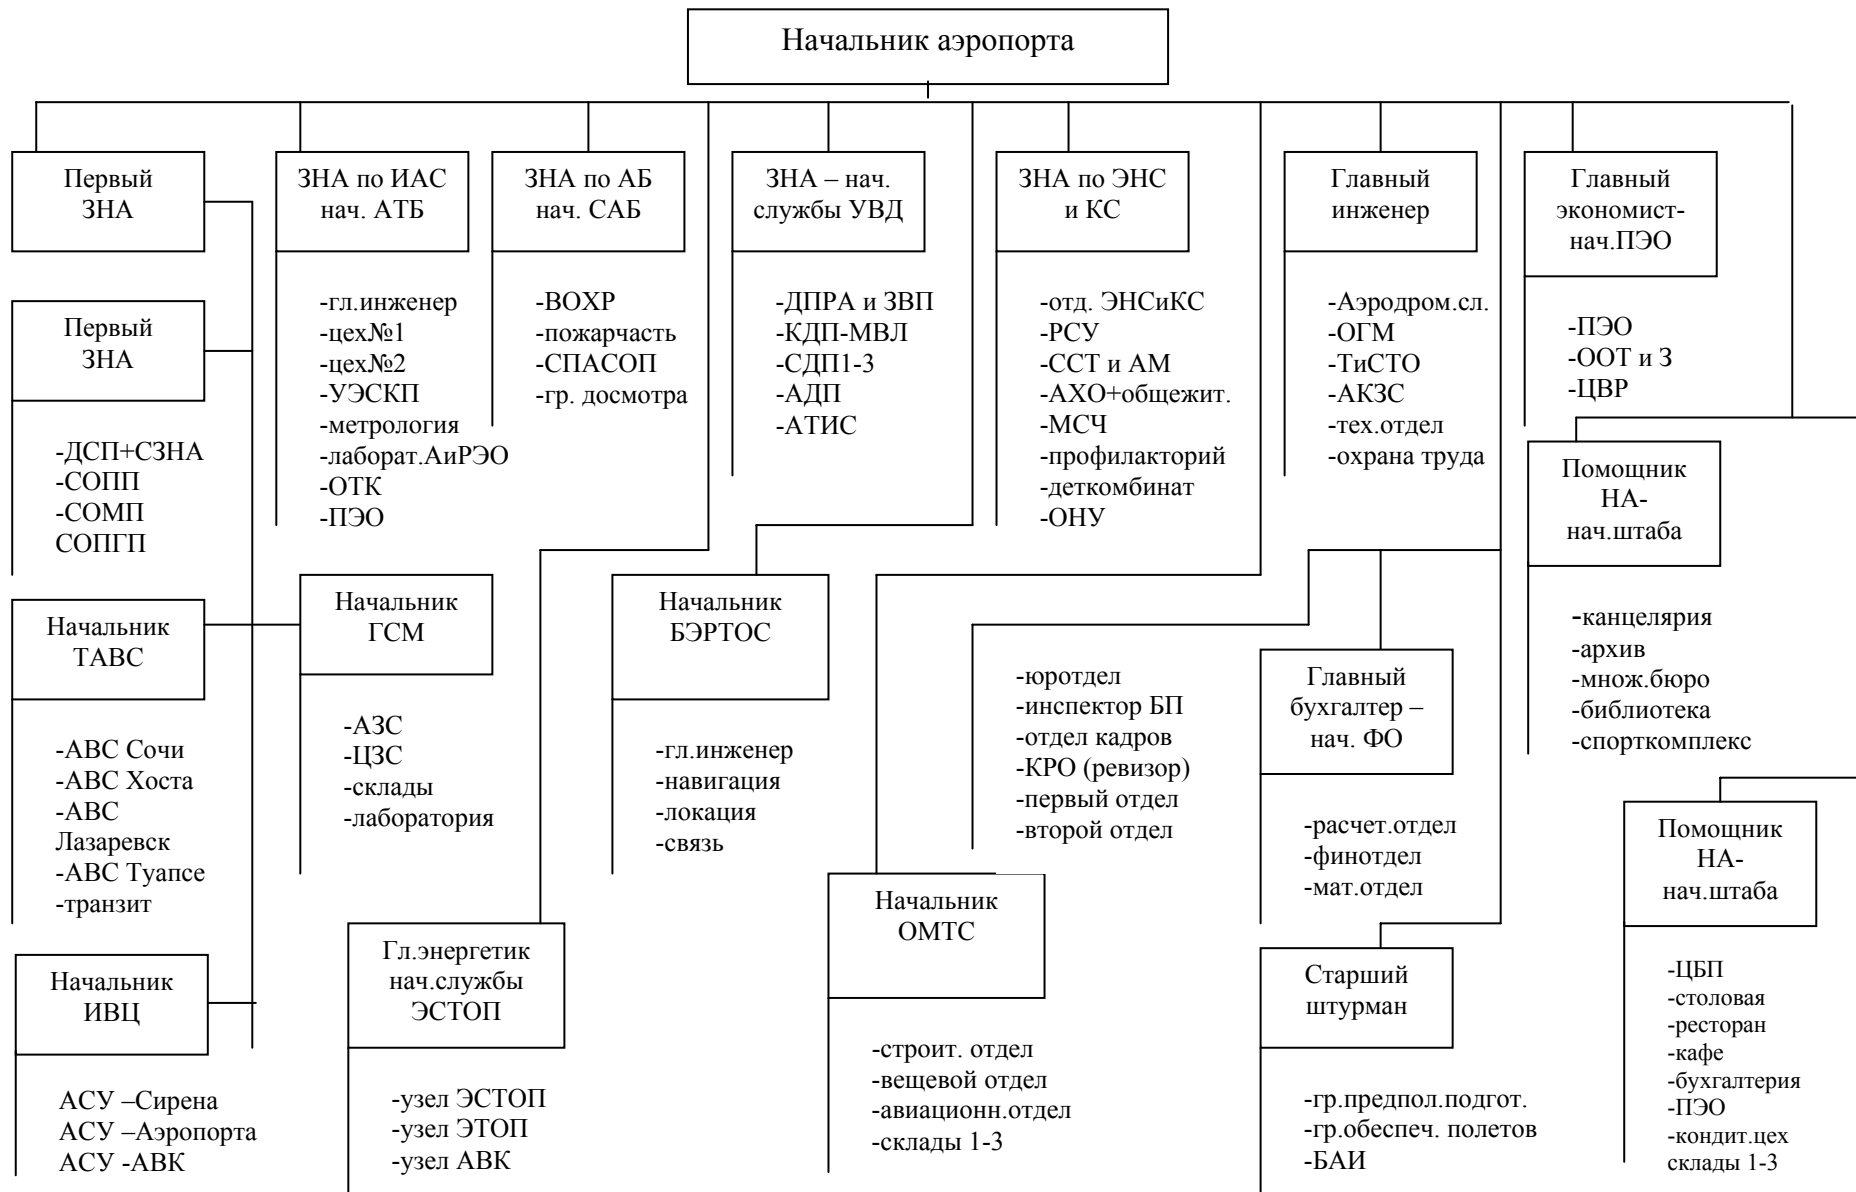 Начальник аэропорта
Первый
ЗНА
ЗНА по ИАС
нач. АТБ
ЗНА по АБ
нач. САБ
ЗНА – нач.
службы УВД
ЗНА по ЭНС
и КС
Главный
инженер
Главный
экономист-
нач.ПЭО
-гл.инженер
-цех№1
-цех№2
-УЭСКП
-метрология
-лаборат.АиРЭО
-ОТК
-ПЭО
-ВОХР
-пожарчасть
-СПАСОП
-гр. досмотра
-ДПРА и ЗВП
-КДП-МВЛ
-СДП1-3
-АДП
-АТИС
-отд. ЭНСиКС
-РСУ
-ССТ и АМ
-АХО+общежит.
-МСЧ
-профилакторий
-деткомбинат
-ОНУ
-Аэродром.сл.
-ОГМ
-ТиСТО
-АКЗС
-тех.отдел
-охрана труда
-ПЭО
-ООТ и З
-ЦВР
Первый
ЗНА
-ДСП+СЗНА
-СОПП
-СОМП
СОПГП
Помощник
НА-
нач.штаба
-канцелярия
-архив
-множ.бюро
-библиотека
-спорткомплекс
Начальник
ТАВС
-АВС Сочи
-АВС Хоста
-АВС
Лазаревск
-АВС Туапсе
-транзит
Начальник
ГСМ
-АЗС
-ЦЗС
-склады
-лаборатория
Начальник
БЭРТОС
-гл.инженер
-навигация
-локация
-связь
-юротдел
-инспектор БП
-отдел кадров
-КРО (ревизор)
-первый отдел
-второй отдел
Главный
бухгалтер –
нач. ФО
-расчет.отдел
-финотдел
-мат.отдел
Помощник
НА-
нач.штаба
-ЦБП
-столовая
-ресторан
-кафе
-бухгалтерия
-ПЭО
-кондит.цех
склады 1-3
Начальник
ИВЦ
АСУ –Сирена
АСУ –Аэропорта
АСУ -АВК
Гл.энергетик
нач.службы
ЭСТОП
-узел ЭСТОП
-узел ЭТОП
-узел АВК
Начальник
ОМТС
-строит. отдел
-вещевой отдел
-авиационн.отдел
-склады 1-3
Старший
штурман
-гр.предпол.подгот.
-гр.обеспеч. полетов
-БАИ